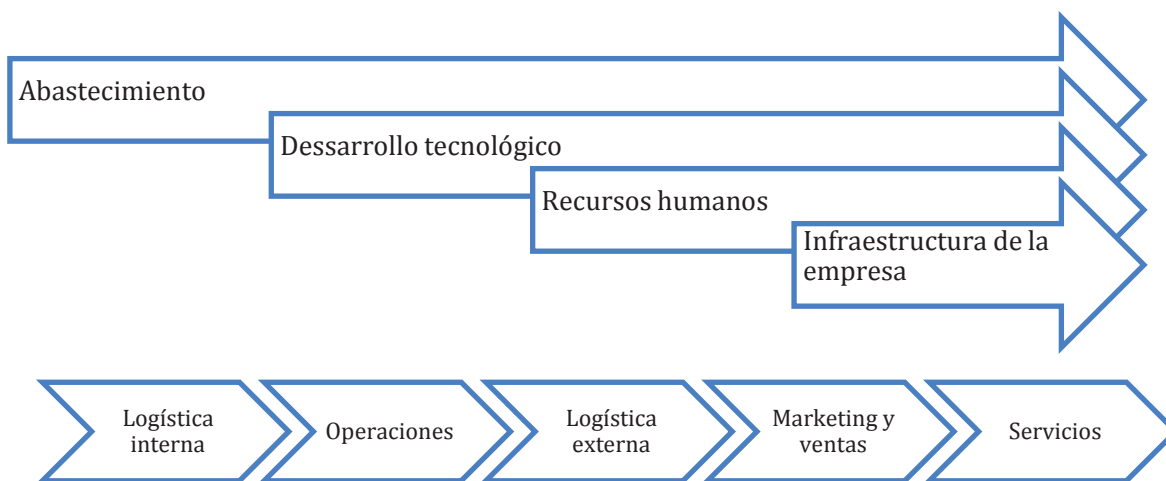 Abastecimiento
Dessarrollo tecnológico
Recursos humanos
Infraestructura de la
empresa
Logística
interna
Operaciones
Logística
externa
Marketing y
ventas
Servicios